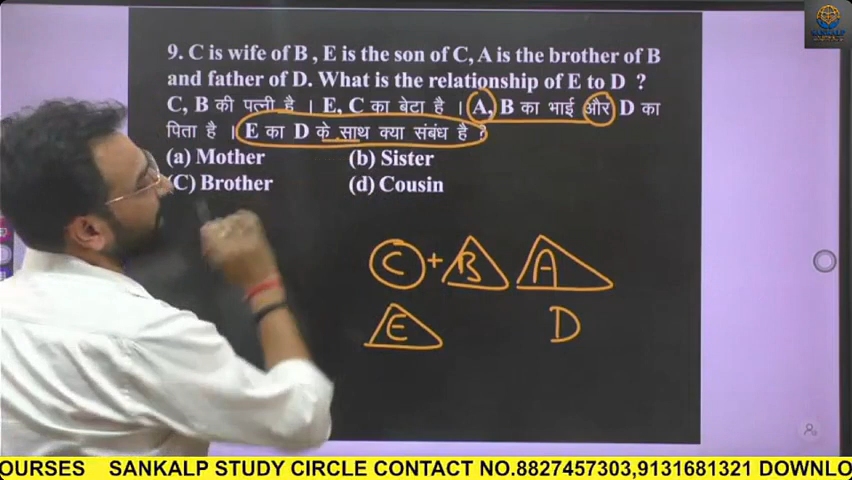 SANKALP
9. C is wife of B , E is the son of C, A is the brother of B
and father of D. What is the relationship of E to D ?
C, B की पत्नी है । E, C का बेटा है । A, B का भाई और D का
पिता है । E का D के साथ क्या संबंध है ?
(a) Mother (b) Sister
(C) Brother (d) Cousin
C + B A
E D
OURSES SANKALP STUDY CIRCLE CONTACT NO.8827457303,9131681321 DOWNLO